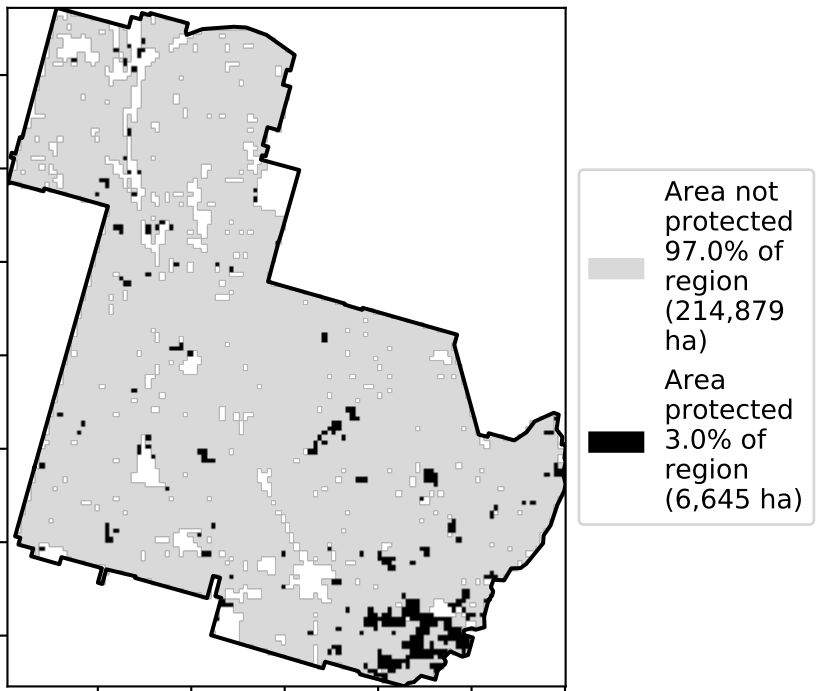 Area not
protected
97.0% of
region
(214,879
ha)
Area
protected
3.0% of
region
(6,645 ha)